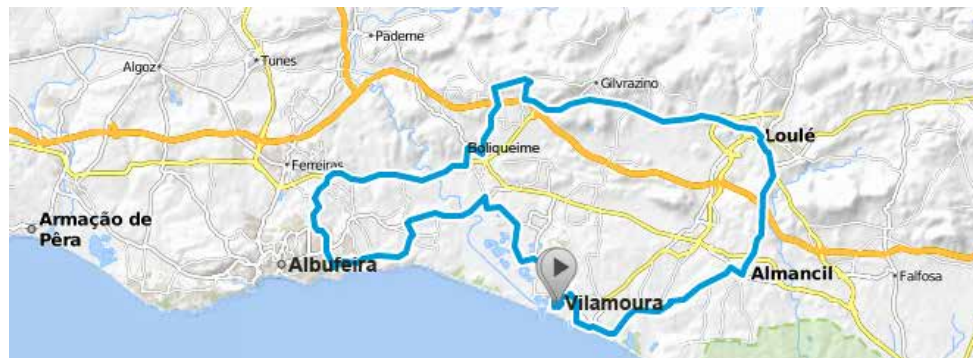 Paderne
Algoz
Tunes
Gilvrazino
Loulé
Boliqueime
Ferreiras
Armação de
Pêra
Albufeira
Almancil
Falfosa
Vilamoura